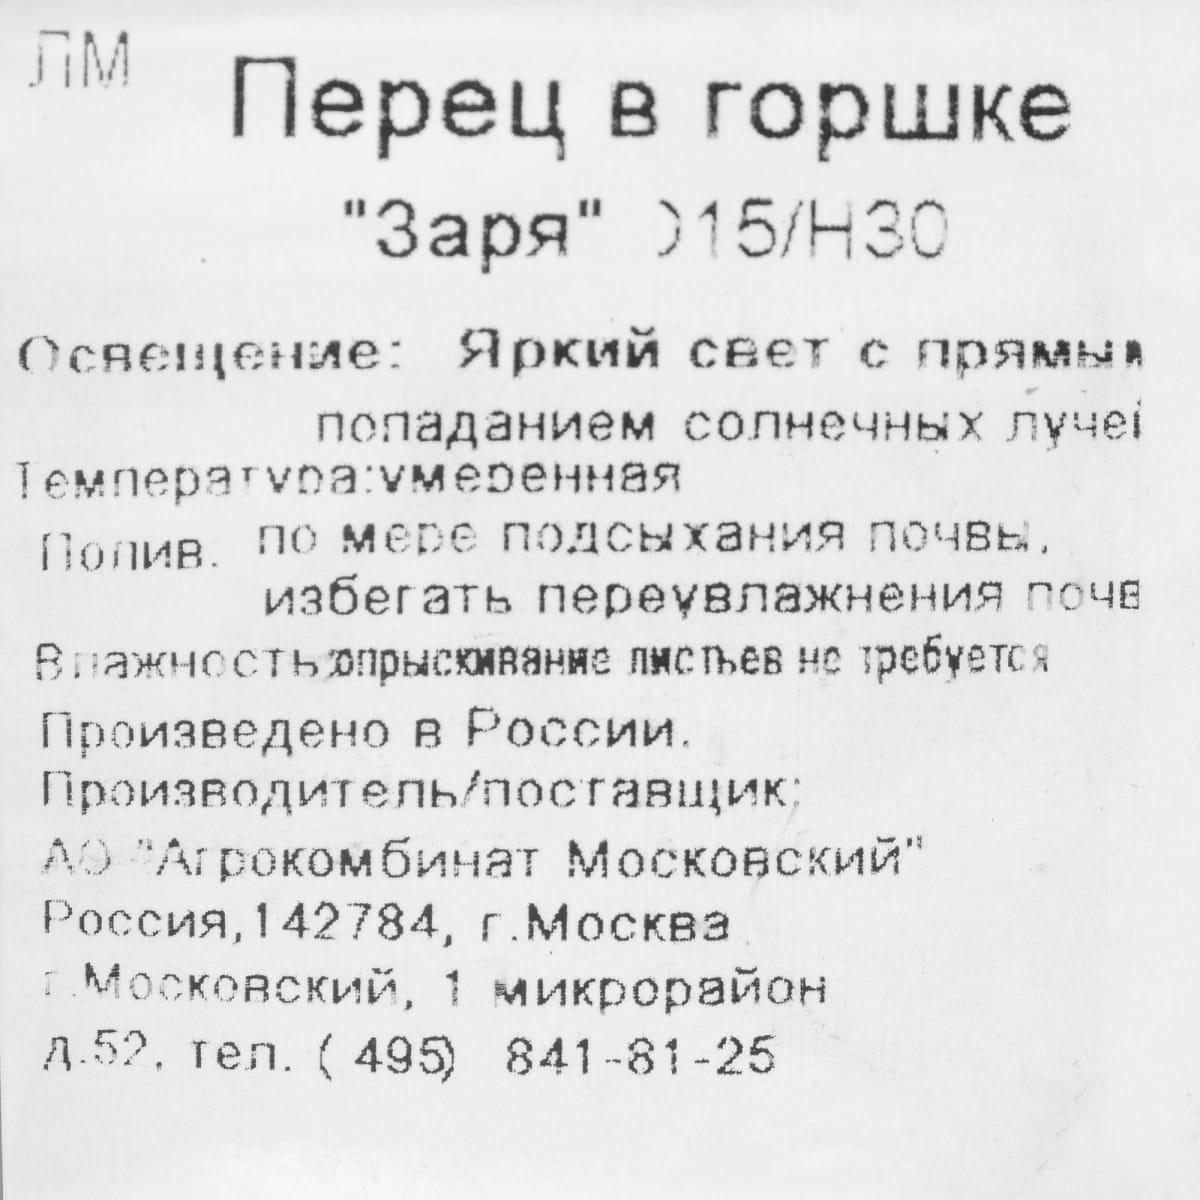 ЛМ
Перец в горшке
"Заря" D15/H30
Освещение: Яркий свет с прямым
попаданием солнечных лучей
Температура:умеренная
Полив. по мере подсыхания почвы,
избегать переувлажнения почв
Влажность:опрыскивание листьев не требуется
Произведено в России.
Производитель/поставщик:
АО "Агрокомбинат Московский"
Россия,142784, г.Москва
г.Московский, 1 микрорайон
д.52, тел. ( 495) 841-81-25